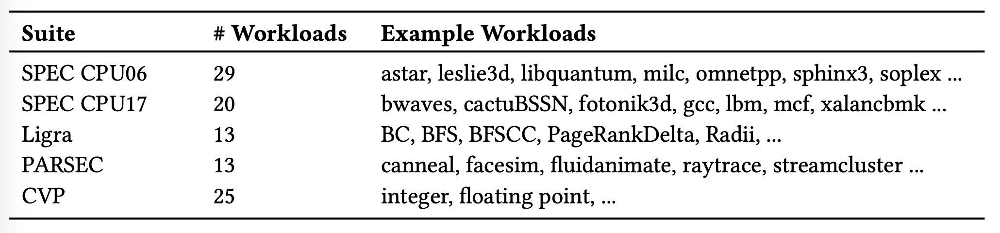 Suite # Workloads Example Workloads
SPEC CPU06 29 astar, leslie3d, libquantum, milc, omnetpp, sphinx3, soplex ...
SPEC CPU17 20 bwaves, cactuBSSN, fotonik3d, gcc, lbm, mcf, xalancbmk ...
Ligra 13 BC, BFS, BFSCC, PageRankDelta, Radii, ...
PARSEC 13 canneal, facesim, fluidanimate, raytrace, streamcluster ...
CVP 25 integer, floating point, ...